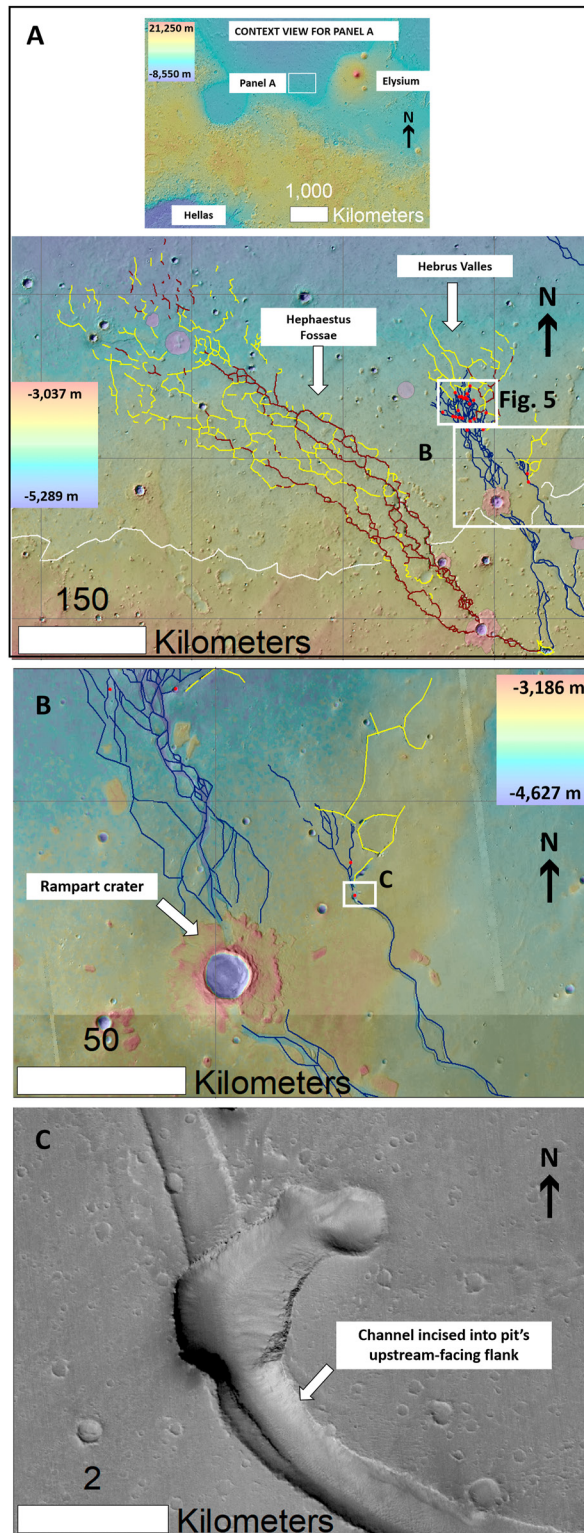 A
21,250 m
-8,550 m
CONTEXT VIEW FOR PANEL A
Panel A
Elysium
N
1,000
Kilometers
Hellas
Hebrus Valles
Hephaestus
Fossae
N
-3,037 m
-5,289 m
Fig. 5
B
150
Kilometers
B
-3,186 m
-4,627 m
N
C
Rampart crater
50
Kilometers
C
N
Channel incised into pit's
upstream-facing flank
2
Kilometers